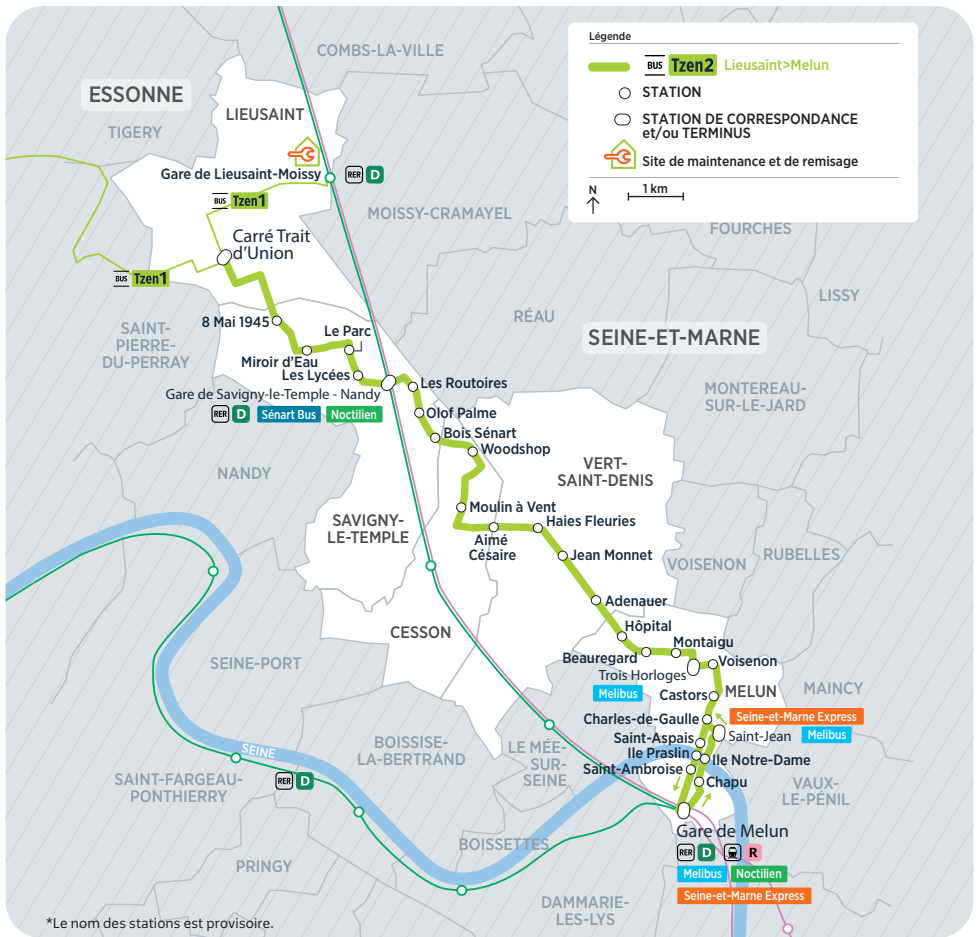 COMBS-LA-VILLE
ESSONNE
TIGERY
LIEUSAINT
Gare de Lieusaint-Moissy
RER D
BUS Tzen1
MOISSY-CRAMAYEL
Carré Trait
d'Union
BUS Tzen1
Légende
BUS Tzen2 Lieusaint>Melun
STATION
STATION DE CORRESPONDANCE
et/ou TERMINUS
Site de maintenance et de remisage
N
1 km
FOURCHES
LISSY
RÉAU
SEINE-ET-MARNE
SAINT-
PIERRE-
DU-PERRAY
8 Mai 1945
Le Parc
Miroir d'Eau
Les Lycées
Gare de Savigny-le-Temple - Nandy
RER D Sénart Bus Noctilien
Les Routoires
Olof Palme
Bois Sénart
Woodshop
MONTEREAU-
SUR-LE-JARD
NANDY
VERT-
SAINT-DENIS
SAVIGNY-
LE-TEMPLE
Moulin à Vent
Aimé
Césaire
Haies Fleuries
Jean Monnet
VOISENON
RUBELLES
Adenauer
CESSON
Hôpital
Montaigu
Beauregard
Voisenon
Trois Horloges
Melibus
SEINE-PORT
Castors
MELUN
MAINCY
Charles-de-Gaulle
Seine-et-Marne Express
Saint-Aspais
Saint-Jean
Melibus
Ile Praslin
Ile Notre-Dame
Saint-Ambroise
Chapu
SEINE
BOISSISE-
LA-BERTRAND
LE MÉE-
SUR-
SEINE
SAINT-FARGEAU-
PONTHIERRY
RER D
VAUX-
LE-PÉNIL
Gare de Melun
RER D R
Melibus Noctilien
Seine-et-Marne Express
BOISSETTES
PRINGY
DAMMARIE-
LES-LYS
*Le nom des stations est provisoire.